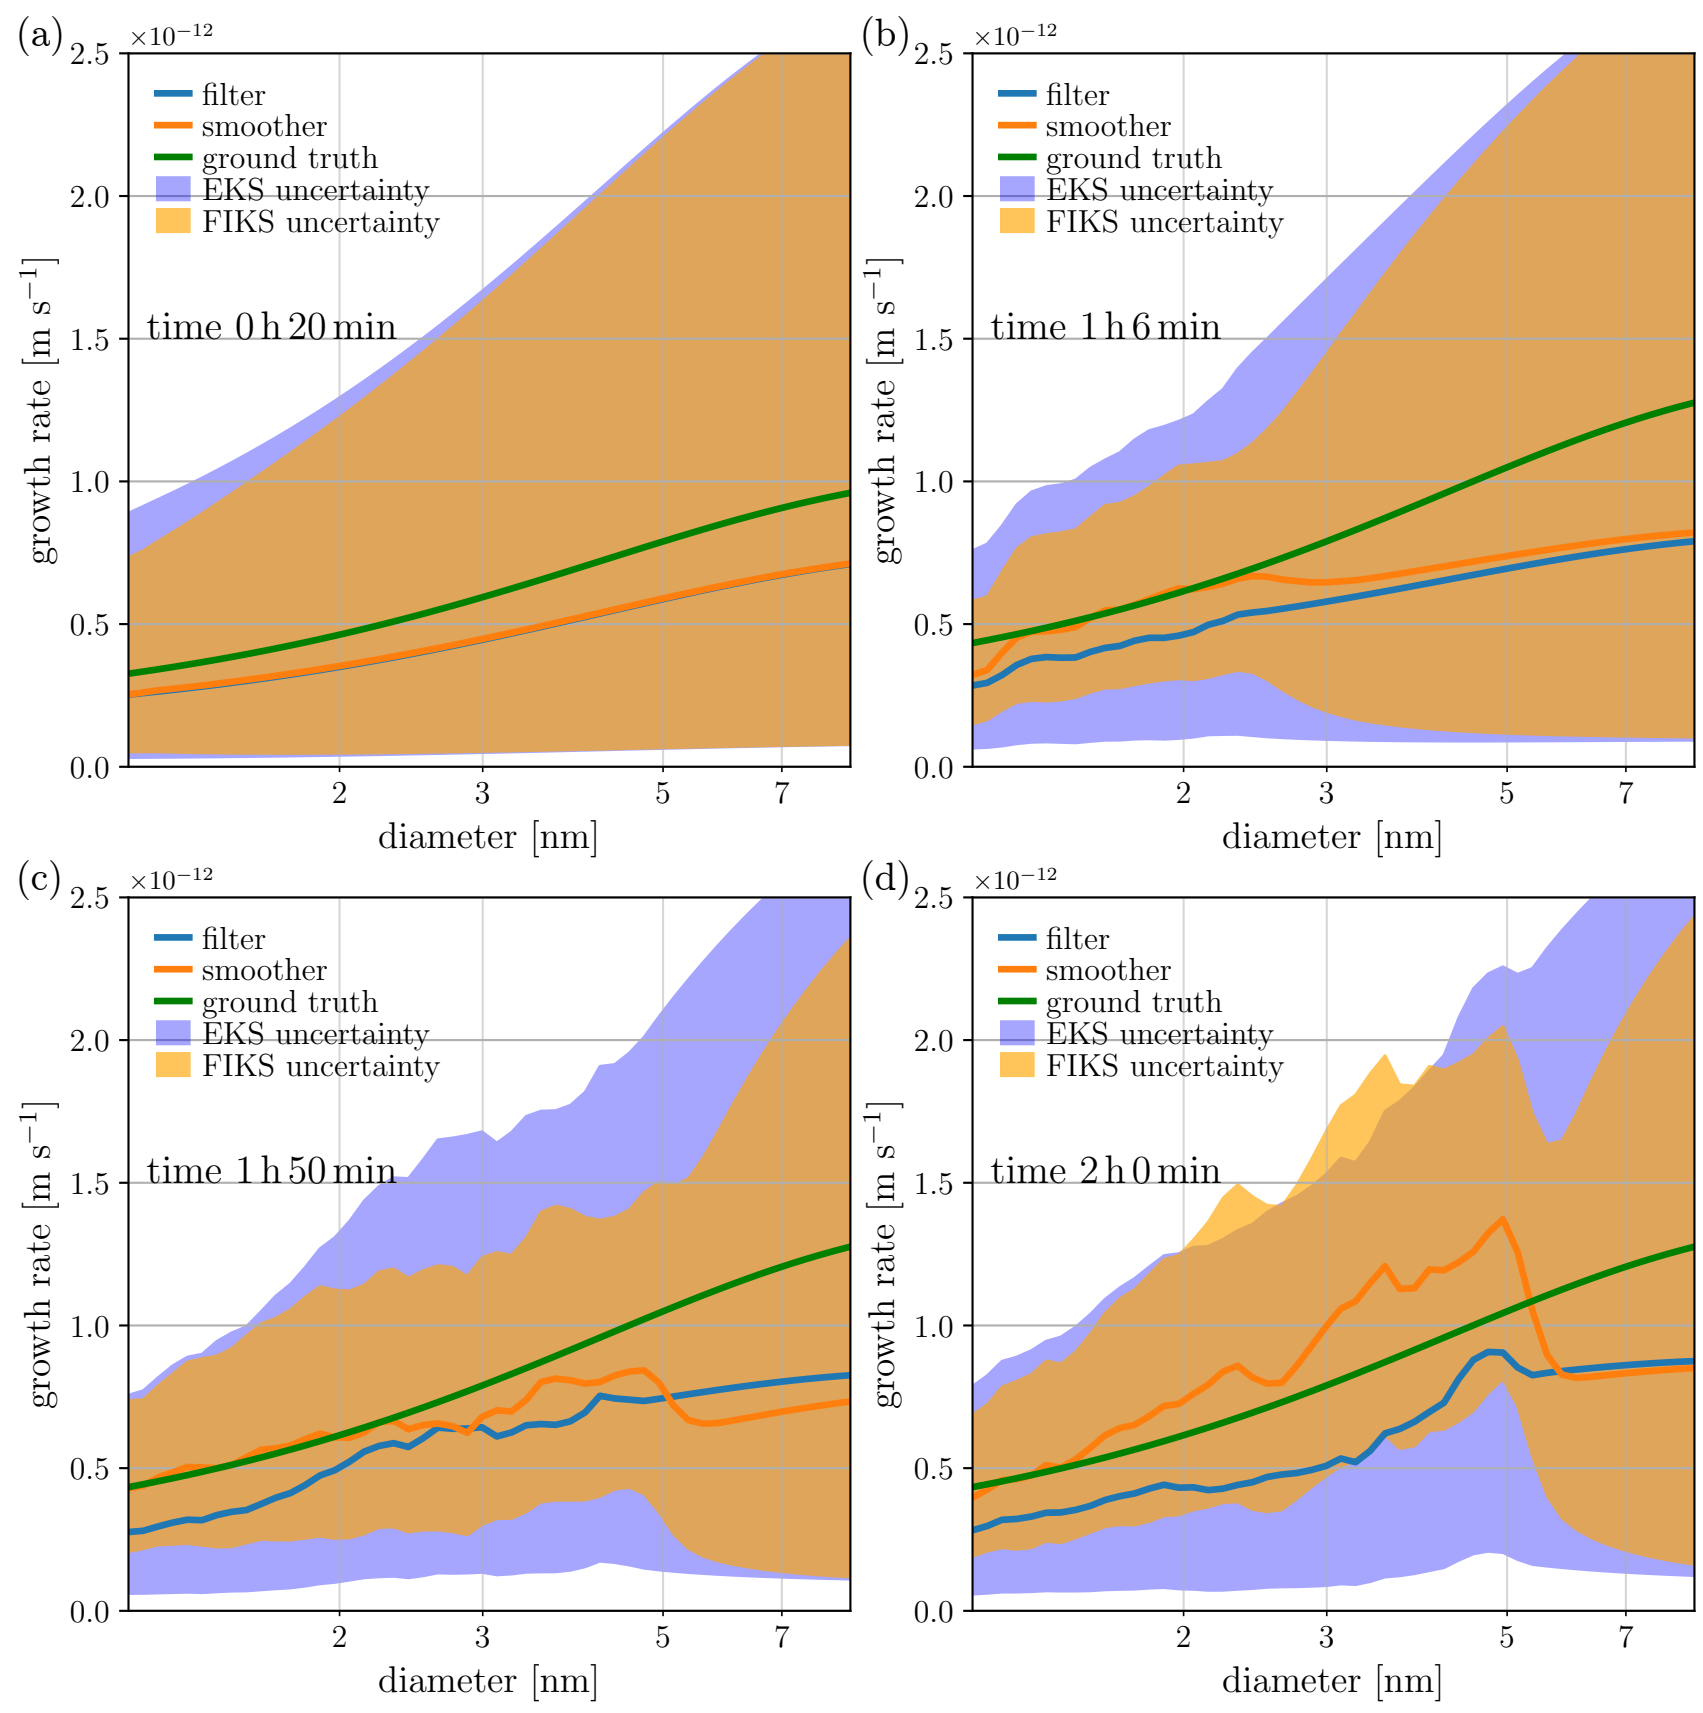 (a)
×10⁻¹²
2.5
2.0
1.5
1.0
0.5
0.0
growth rate [m s⁻¹]
filter
smoother
ground truth
EKS uncertainty
FIKS uncertainty
time 0 h 20 min
2 3 5 7
diameter [nm]
(b)
×10⁻¹²
2.5
2.0
1.5
1.0
0.5
0.0
growth rate [m s⁻¹]
filter
smoother
ground truth
EKS uncertainty
FIKS uncertainty
time 1 h 6 min
2 3 5 7
diameter [nm]
(c)
×10⁻¹²
2.5
2.0
1.5
1.0
0.5
0.0
growth rate [m s⁻¹]
filter
smoother
ground truth
EKS uncertainty
FIKS uncertainty
time 1 h 50 min
2 3 5 7
diameter [nm]
(d)
×10⁻¹²
2.5
2.0
1.5
1.0
0.5
0.0
growth rate [m s⁻¹]
filter
smoother
ground truth
EKS uncertainty
FIKS uncertainty
time 2 h 0 min
2 3 5 7
diameter [nm]